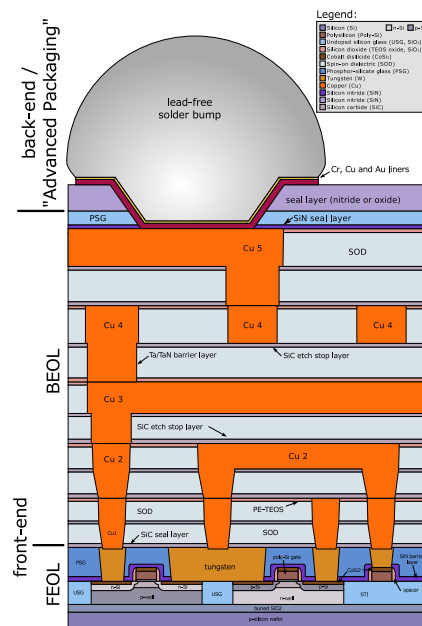 Legend:
Silicon (Si)
n-Si
p-Si
Polysilicon (Poly-Si)
Undoped silicon glass (USG, SiO₂)
Silicon dioxide (TEOS oxide, SiO₂)
Cobalt disilicide (CoSi₂)
Spin-on dielectric (SOD)
Phosphor-silicate glass (PSG)
Tungsten (W)
Copper (Cu)
Silicon nitride (SiN)
Silicon nitride (SiN)
Silicon carbide (SiC)
back-end /
"Advanced Packaging"
lead-free
solder bump
Cr, Cu and Au liners
seal layer (nitride or oxide)
PSG
SiN seal layer
Cu 5
SOD
BEOL
Cu 4
Cu 4
Cu 4
Ta/TaN barrier layer
SiC etch stop layer
Cu 3
SiC etch stop layer
Cu 2
Cu 2
PE-TEOS
SOD
SOD
Cu1
SiC seal layer
SOD
front-end
FEOL
PSG
tungsten
poly-Si gate
PSG
SiN barrier
layer
CoSi2
spacer
USG
n-Si
n-Si
p-well
USG
p-Si
p-Si
n-well
STI
buried SiO2
p-silicon wafer